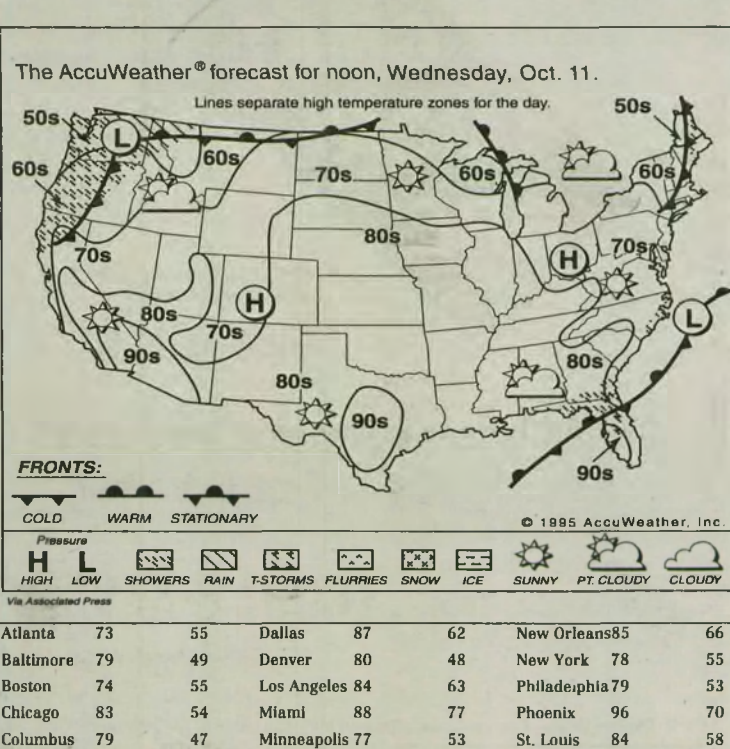 The AccuWeather® forecast for noon, Wednesday, Oct. 11.
Lines separate high temperature zones for the day.
50s
50s
L
60s
60s
60s
60s
70s
80s
70s
70s
H
H
80s
70s
L
90s
80s
80s
90s
90s
FRONTS:
COLD WARM STATIONARY
© 1995 AccuWeather, Inc.
Pressure
H L
HIGH LOW SHOWERS RAIN T-STORMS FLURRIES SNOW ICE SUNNY PT. CLOUDY CLOUDY
Via Associated Press
Atlanta 73 55 Dallas 87 62 New Orleans 85 66
Baltimore 79 49 Denver 80 48 New York 78 55
Boston 74 55 Los Angeles 84 63 Philadelphia 79 53
Chicago 83 54 Miami 88 77 Phoenix 96 70
Columbus 79 47 Minneapolis 77 53 St. Louis 84 58